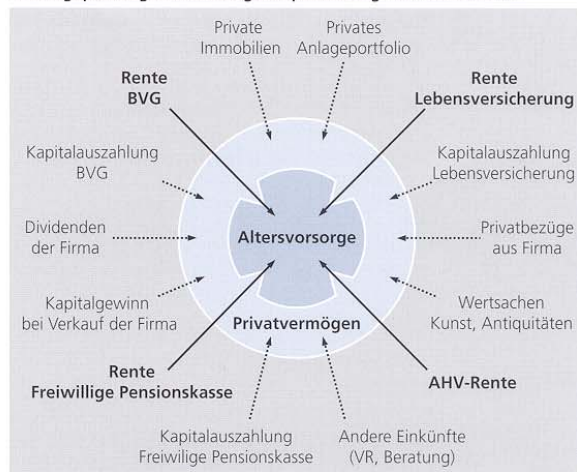 Private
Immobilien
Privates
Anlageportfolio
Rente
BVG
Rente
Lebensversicherung
Kapitalauszahlung
BVG
Kapitalauszahlung
Lebensversicherung
Dividenden
der Firma
Altersvorsorge
Privatbezüge
aus Firma
Kapitalgewinn
bei Verkauf der Firma
Privatvermögen
Wertsachen
Kunst, Antiquitäten
Rente
Freiwillige Pensionskasse
AHV-Rente
Kapitalauszahlung
Freiwilige Pensionskasse
Andere Einkünfte
(VR, Beratung)